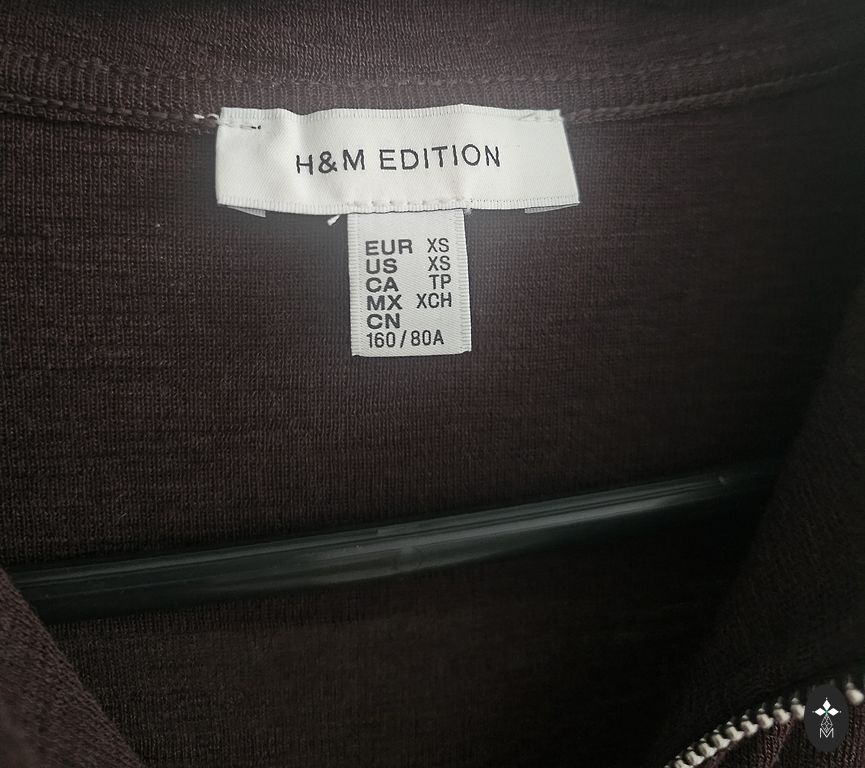 H&M EDITION
EUR XS
US XS
CA TP
MX XCH
CN
160/80A
M